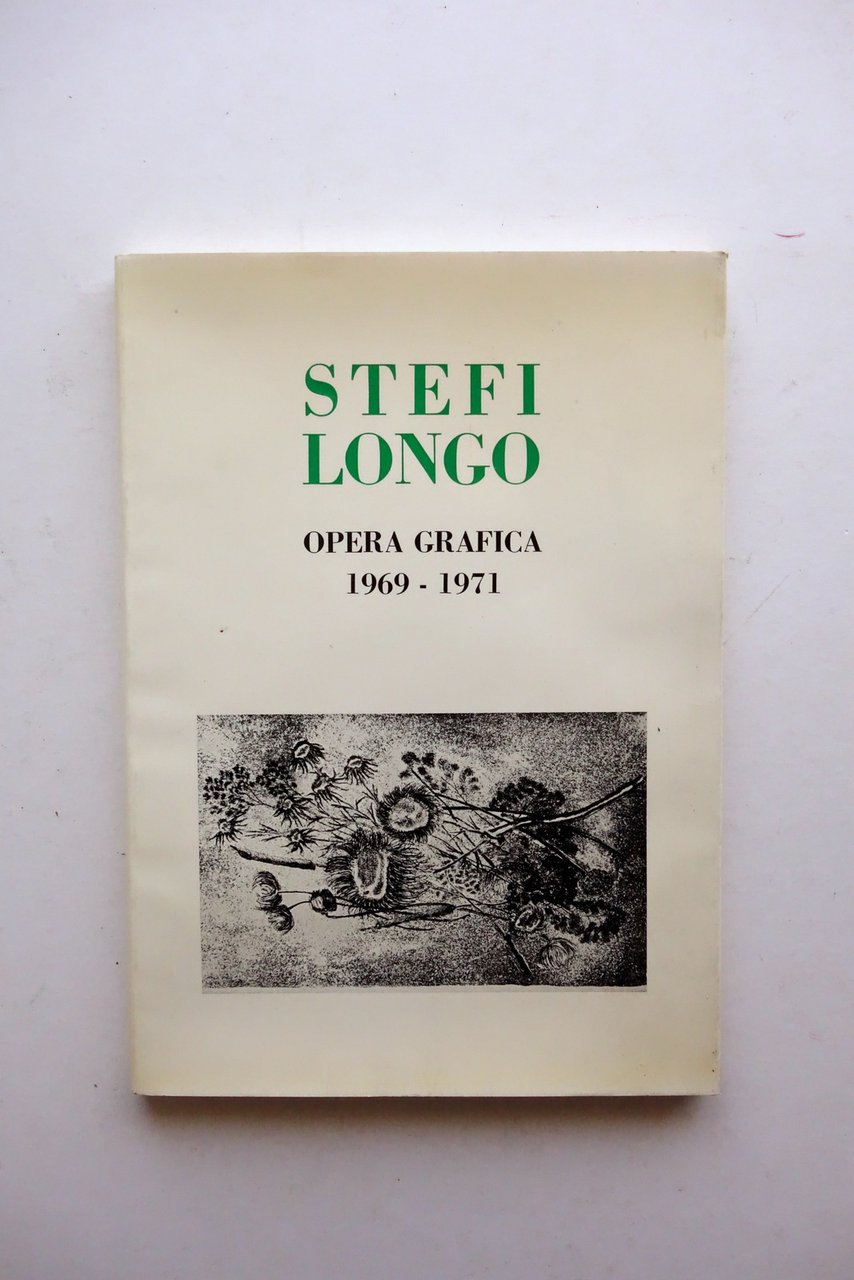 STEFI
LONGO
OPERA GRAFICA
1969 - 1971